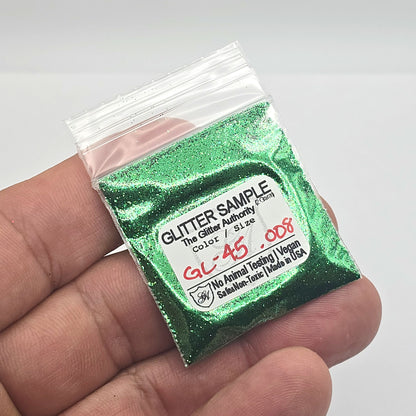 GLITTER SAMPLE
The Glitter Authority
Color / Size
GL-45 .008
No Animal Testing | Vegan
Safe&Non-Toxic | Made in USA